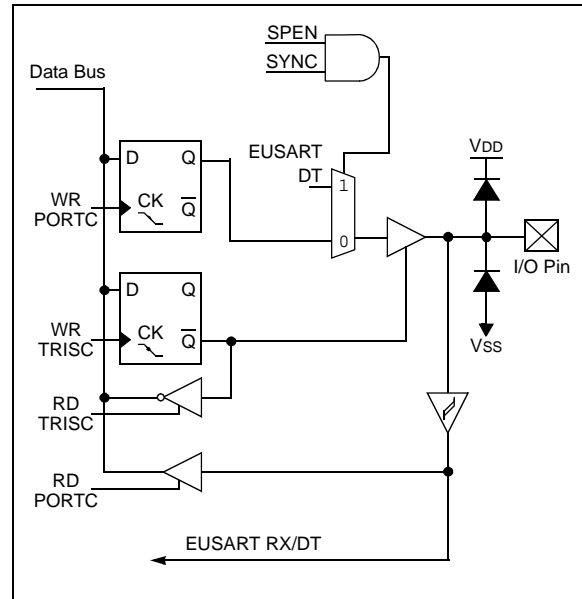 SPEN
SYNC
Data Bus
EUSART
DT
1
0
D
Q
CK
Q
WR
PORTC
VDD
I/O Pin
VSS
D
Q
CK
Q
WR
TRISC
RD
TRISC
RD
PORTC
EUSART RX/DT